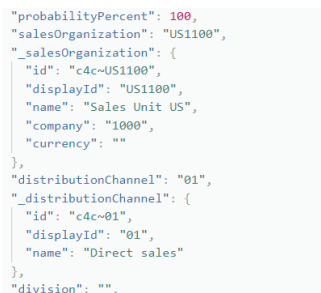 "probabilityPercent": 100,
"salesOrganization": "US1100",
"_salesOrganization": {
"id": "c4c~US1100",
"displayId": "US1100",
"name": "Sales Unit US",
"company": "1000",
"currency": ""
},
"distributionChannel": "01",
"_distributionChannel": {
"id": "c4c~01",
"displayId": "01",
"name": "Direct sales"
},
"division": "",